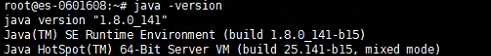 root@es-0601608:~# java -version
java version "1.8.0_141"
Java(TM) SE Runtime Environment (build 1.8.0_141-b15)
Java HotSpot(TM) 64-Bit Server VM (build 25.141-b15, mixed mode)